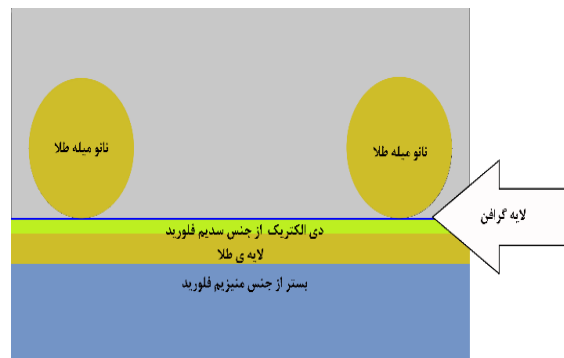 نانو میله طلا
نانو میله طلا
لایه گرافن
دی الکتریک از جنس سدیم فلورید
لایه ی طلا
بستر از جنس منیزیم فلورید